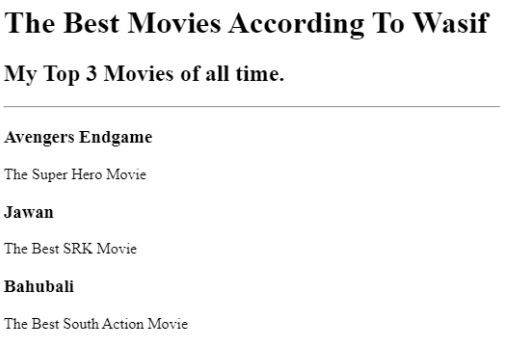 The Best Movies According To Wasif
My Top 3 Movies of all time.
Avengers Endgame
The Super Hero Movie
Jawan
The Best SRK Movie
Bahubali
The Best South Action Movie